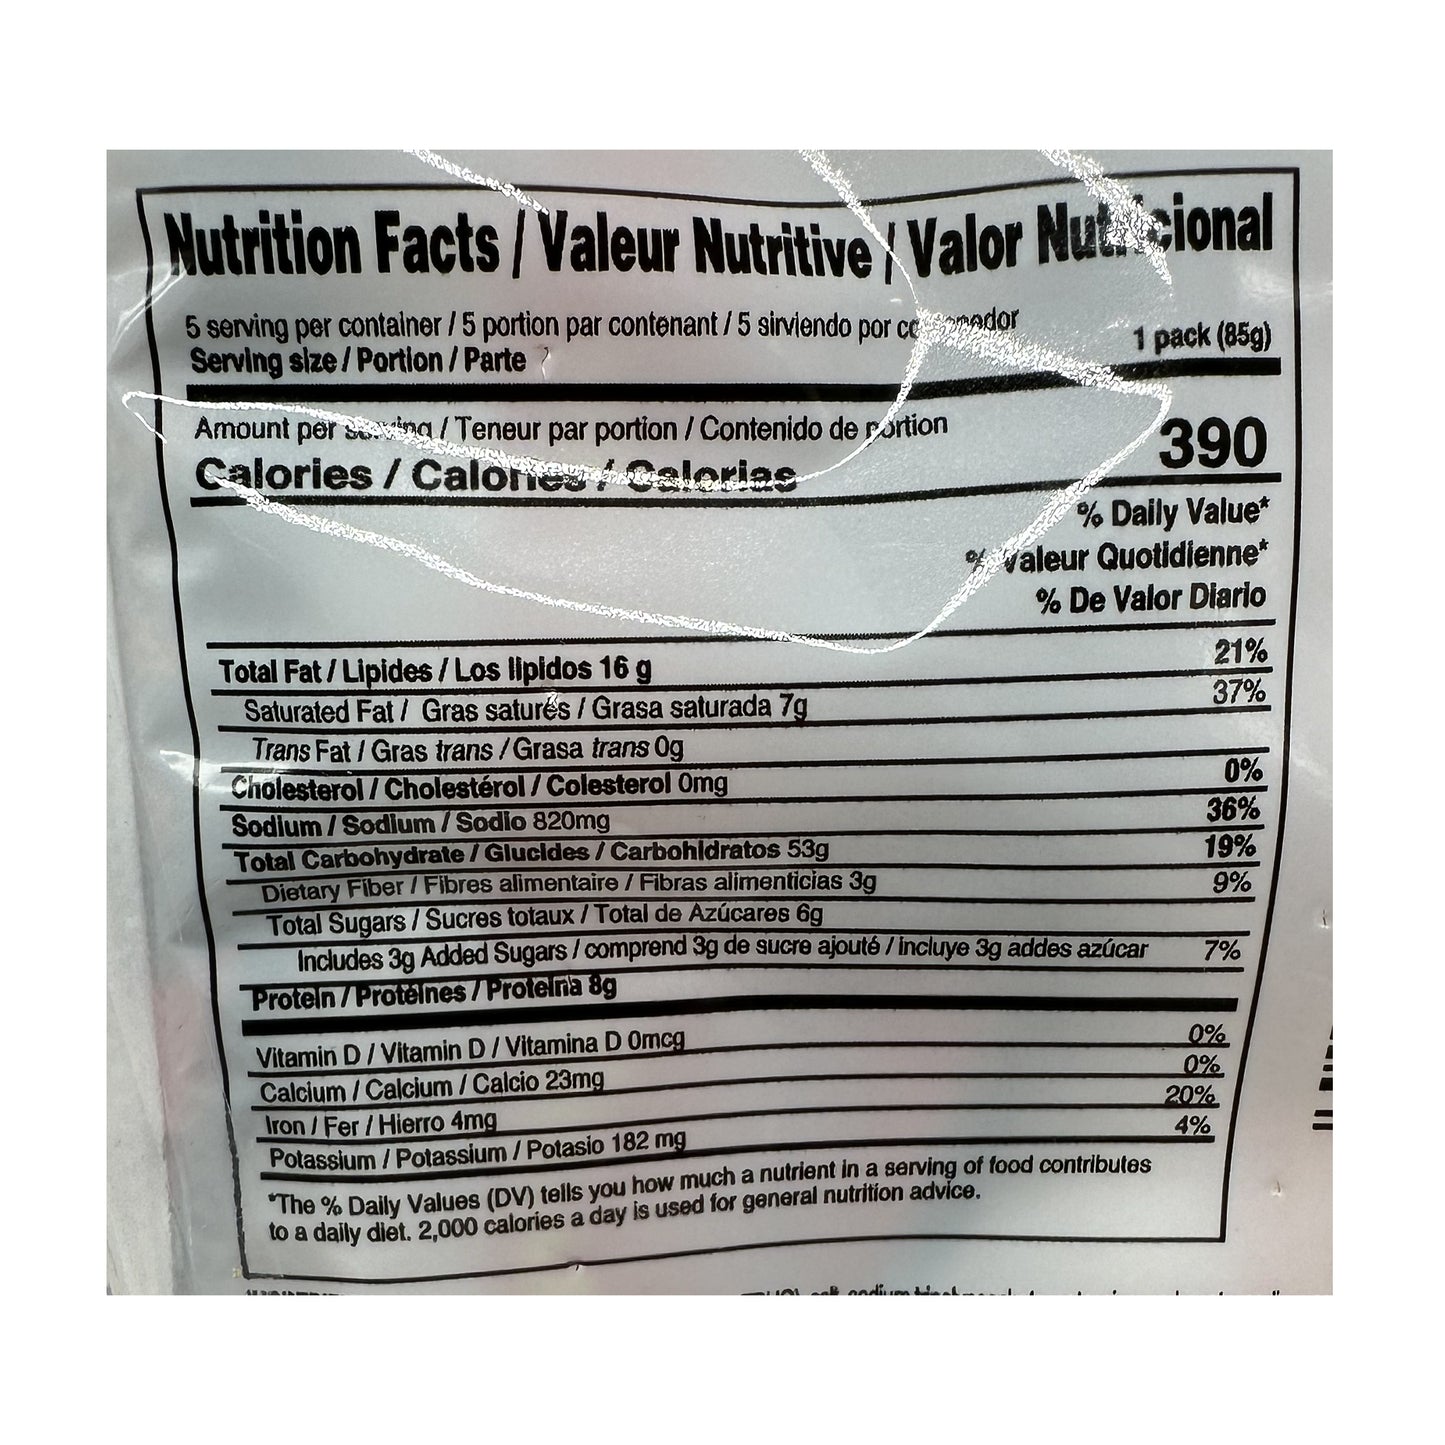 Nutrition Facts / Valeur Nutritive / Valor Nutricional
5 serving per container / 5 portion par contenant / 5 sirviendo por
Serving size / Portion / Parte 1 pack (85g)
Amount per serving / Teneur par portion / Contenido de portion
Calories / Calories / Calorias 390
% Daily Value*
% Valeur Quotidienne*
% De Valor Diario
Total Fat / Lipides / Los lipidos 16 g 21%
Saturated Fat / Gras saturés / Grasa saturada 7g 37%
Trans Fat / Gras trans / Grasa trans 0g
Cholesterol / Cholestérol / Colesterol 0mg 0%
Sodium / Sodium / Sodio 820mg 36%
Total Carbohydrate / Glucides / Carbohidratos 53g 19%
Dietary Fiber / Fibres alimentaire / Fibras alimenticias 3g 9%
Total Sugars / Sucres totaux / Total de Azúcares 6g
Includes 3g Added Sugars / comprend 3g de sucre ajouté / incluye 3g addes azúcar 7%
Protein / Protéines / Proteína 8g
Vitamin D / Vitamin D / Vitamina D 0mcg 0%
Calcium / Calcium / Calcio 23mg 0%
Iron / Fer / Hierro 4mg 20%
Potassium / Potassium / Potasio 182 mg 4%
*The % Daily Values (DV) tells you how much a nutrient in a serving of food contributes
to a daily diet. 2,000 calories a day is used for general nutrition advice.